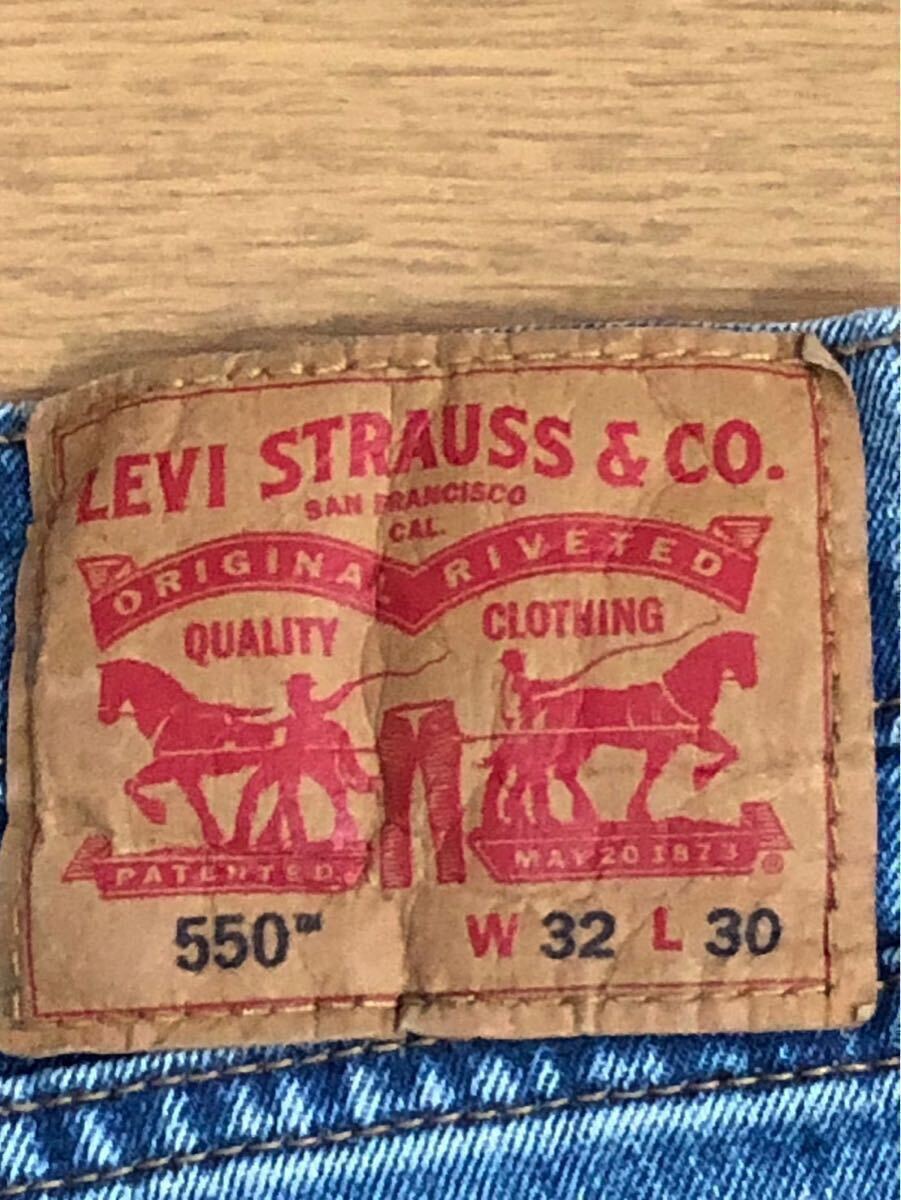 LEVI STRAUSS & CO.
SAN FRANCISCO
CAL.
ORIGINAL RIVETED
QUALITY CLOTHING
PATENTED MAY 20 1873 ®
550™ W 32 L 30